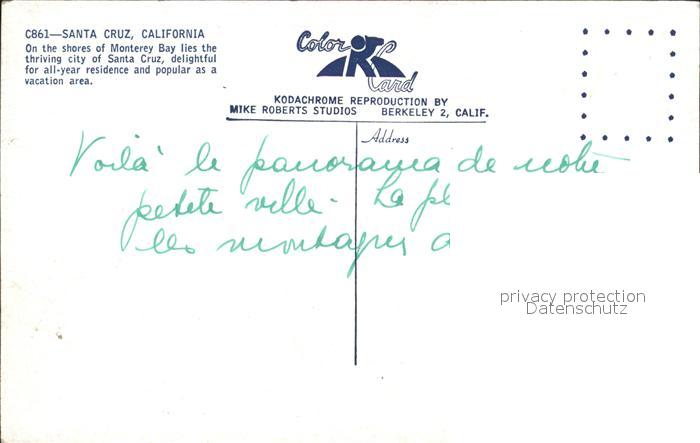 C861—SANTA CRUZ, CALIFORNIA
On the shores of Monterey Bay lies the
thriving city of Santa Cruz, delightful
for all-year residence and popular as a
vacation area.
Color Card
KODACHROME REPRODUCTION BY
MIKE ROBERTS STUDIOS BERKELEY 2, CALIF.
Address
Voilà le panorama de notre
petite ville. La pl
les montagnes a
privacy protection
Datenschutz